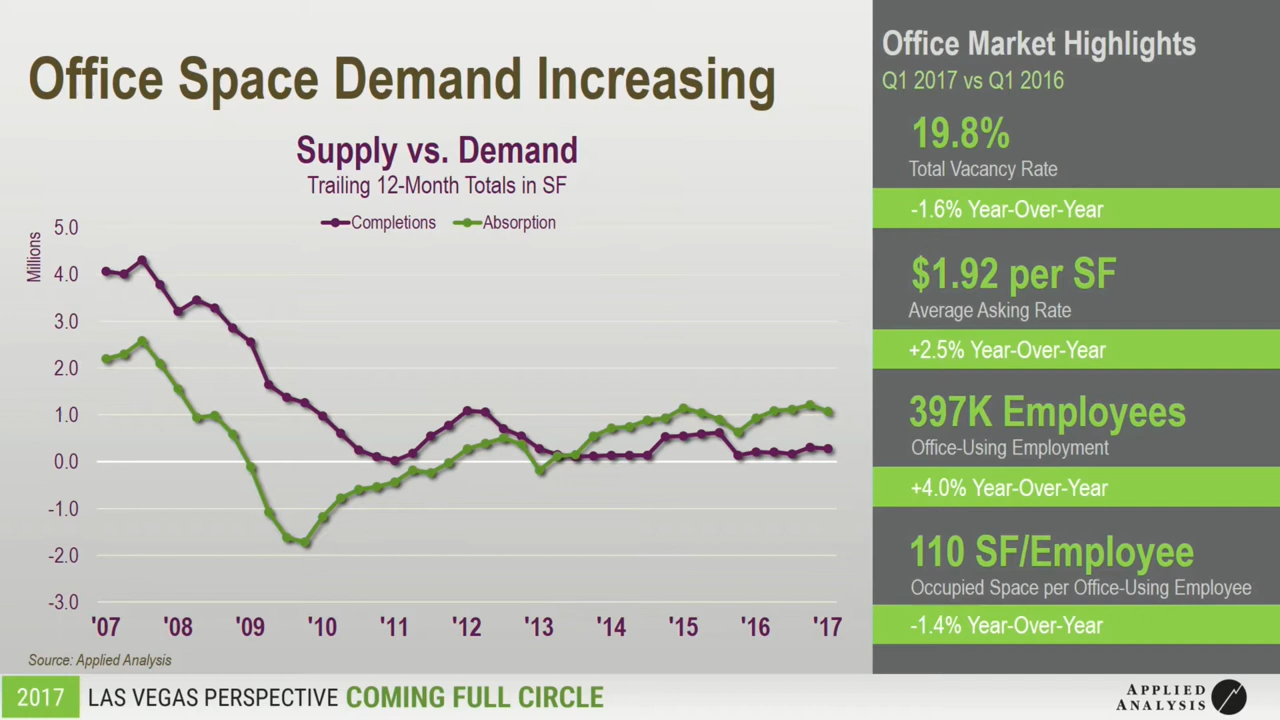 Office Space Demand Increasing
Supply vs. Demand
Trailing 12-Month Totals in SF
Completions Absorption
Millions
5.0
4.0
3.0
2.0
1.0
0.0
-1.0
-2.0
-3.0
'07 '08 '09 '10 '11 '12 '13 '14 '15 '16 '17
Source: Applied Analysis
Office Market Highlights
Q1 2017 vs Q1 2016
19.8%
Total Vacancy Rate
-1.6% Year-Over-Year
$1.92 per SF
Average Asking Rate
+2.5% Year-Over-Year
397K Employees
Office-Using Employment
+4.0% Year-Over-Year
110 SF/Employee
Occupied Space per Office-Using Employee
-1.4% Year-Over-Year
2017 LAS VEGAS PERSPECTIVE COMING FULL CIRCLE
APPLIED
ANALYSIS